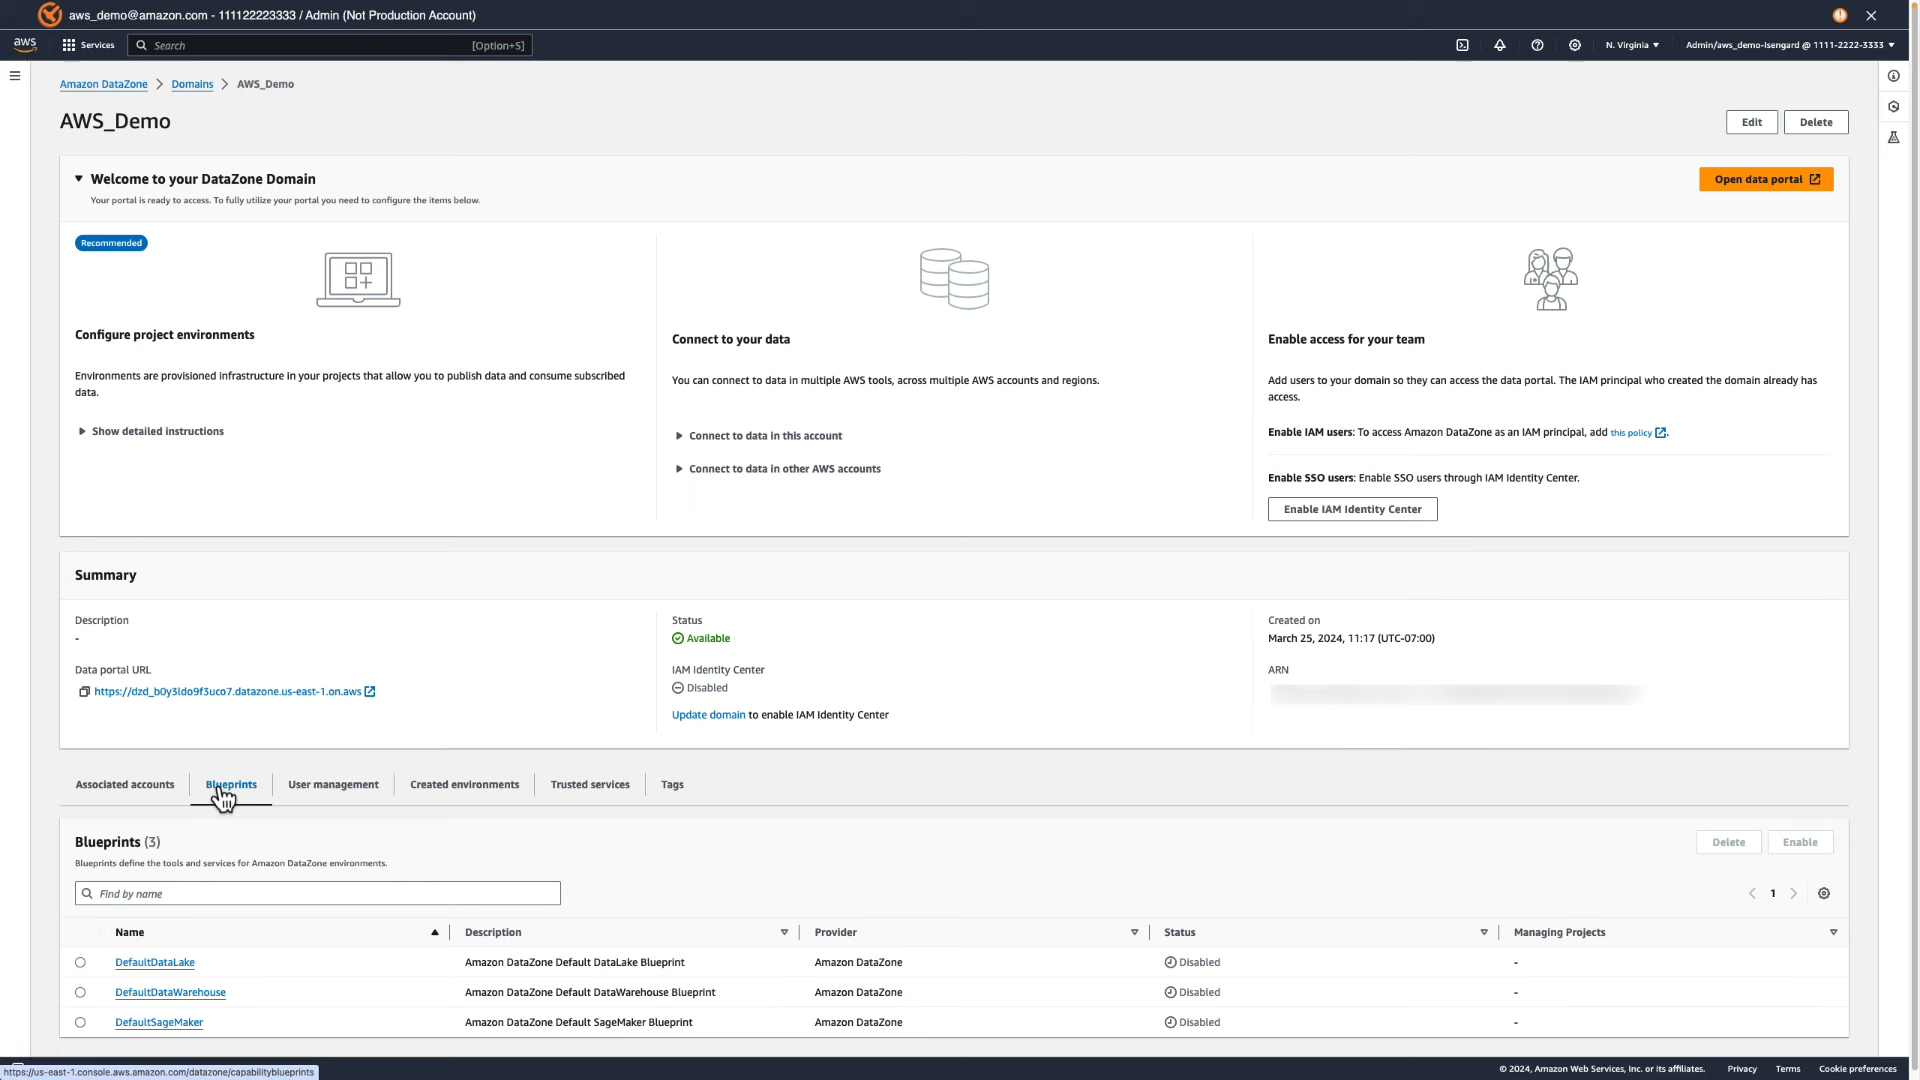 aws_demo@amazon.com - 111122223333 / Admin (Not Production Account)
aws
Services
Search
[Option+S]
N. Virginia
Admin/aws_demo-Isengard @ 1111-2222-3333
Amazon DataZone
Domains
AWS_Demo
AWS_Demo
Edit
Delete
Welcome to your DataZone Domain
Your portal is ready to access. To fully utilize your portal you need to configure the items below.
Open data portal
Recommended
Configure project environments
Environments are provisioned infrastructure in your projects that allow you to publish data and consume subscribed
data.
Show detailed instructions
Connect to your data
You can connect to data in multiple AWS tools, across multiple AWS accounts and regions.
Connect to data in this account
Connect to data in other AWS accounts
Enable access for your team
Add users to your domain so they can access the data portal. The IAM principal who created the domain already has
access.
Enable IAM users: To access Amazon DataZone as an IAM principal, add this policy.
Enable SSO users: Enable SSO users through IAM Identity Center.
Enable IAM Identity Center
Summary
Description
-
Data portal URL
https://dzd_b0y3ldo9f3uco7.datazone.us-east-1.on.aws
Status
Available
IAM Identity Center
Disabled
Update domain to enable IAM Identity Center
Created on
March 25, 2024, 11:17 (UTC-07:00)
ARN
Associated accounts
Blueprints
User management
Created environments
Trusted services
Tags
Blueprints (3)
Blueprints define the tools and services for Amazon DataZone environments.
Delete
Enable
Find by name
1
Name
Description
Provider
Status
Managing Projects
DefaultDataLake
Amazon DataZone Default DataLake Blueprint
Amazon DataZone
Disabled
-
DefaultDataWarehouse
Amazon DataZone Default DataWarehouse Blueprint
Amazon DataZone
Disabled
-
DefaultSageMaker
Amazon DataZone Default SageMaker Blueprint
Amazon DataZone
Disabled
-
https://us-east-1.console.aws.amazon.com/datazone/capabilityblueprints
© 2024, Amazon Web Services, Inc. or its affiliates.
Privacy
Terms
Cookie preferences